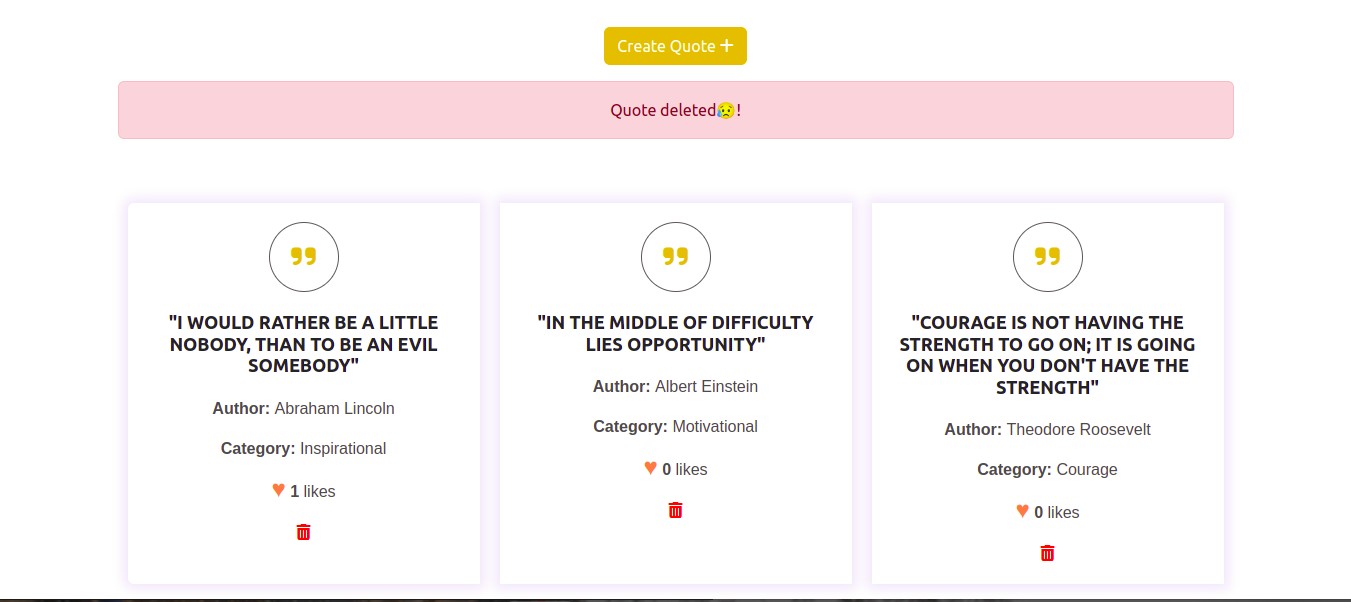 Create Quote +
Quote deleted😥!
"I WOULD RATHER BE A LITTLE
NOBODY, THAN TO BE AN EVIL
SOMEBODY"
Author: Abraham Lincoln
Category: Inspirational
♥ 1 likes
"IN THE MIDDLE OF DIFFICULTY
LIES OPPORTUNITY"
Author: Albert Einstein
Category: Motivational
♥ 0 likes
"COURAGE IS NOT HAVING THE
STRENGTH TO GO ON; IT IS GOING
ON WHEN YOU DON'T HAVE THE
STRENGTH"
Author: Theodore Roosevelt
Category: Courage
♥ 0 likes